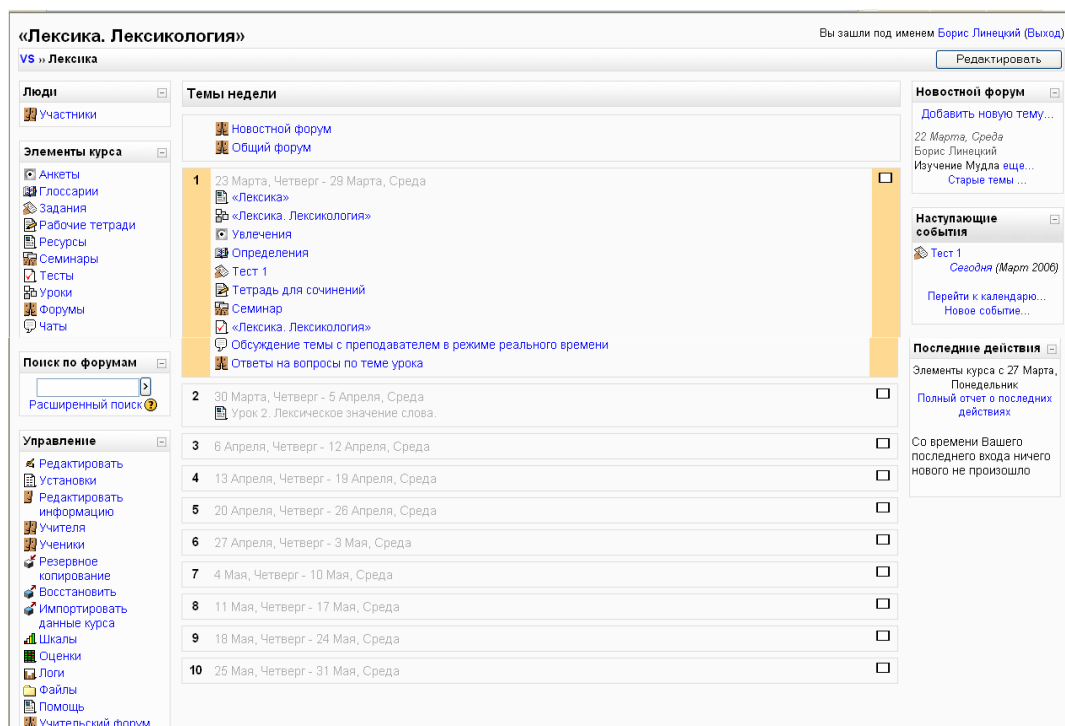 «Лексика. Лексикология»
Вы зашли под именем Борис Линецкий (Выход)
VS » Лексика
Редактировать
Люди
Участники
Элементы курса
Анкеты
Глоссарии
Задания
Рабочие тетради
Ресурсы
Семинары
Тесты
Уроки
Форумы
Чаты
Поиск по форумам
Расширенный поиск
Управление
Редактировать
Установки
Редактировать
информацию
Учителя
Ученики
Резервное
копирование
Восстановить
Импортировать
данные курса
Шкалы
Оценки
Логи
Файлы
Помощь
Учительский форум
Темы недели
Новостной форум
Общий форум
1 23 Марта, Четверг - 29 Марта, Среда
«Лексика»
«Лексика. Лексикология»
Увлечения
Определения
Тест 1
Тетрадь для сочинений
Семинар
«Лексика. Лексикология»
Обсуждение темы с преподавателем в режиме реального времени
Ответы на вопросы по теме урока
2 30 Марта, Четверг - 5 Апреля, Среда
Урок 2. Лексическое значение слова.
3 6 Апреля, Четверг - 12 Апреля, Среда
4 13 Апреля, Четверг - 19 Апреля, Среда
5 20 Апреля, Четверг - 26 Апреля, Среда
6 27 Апреля, Четверг - 3 Мая, Среда
7 4 Мая, Четверг - 10 Мая, Среда
8 11 Мая, Четверг - 17 Мая, Среда
9 18 Мая, Четверг - 24 Мая, Среда
10 25 Мая, Четверг - 31 Мая, Среда
Новостной форум
Добавить новую тему...
22 Марта, Среда
Борис Линецкий
Изучение Мудла еще...
Старые темы ...
Наступающие
события
Тест 1
Сегодня (Март 2006)
Перейти к календарю...
Новое событие...
Последние действия
Элементы курса с 27 Марта,
Понедельник
Полный отчет о последних
действиях
Со времени Вашего
последнего входа ничего
нового не произошло